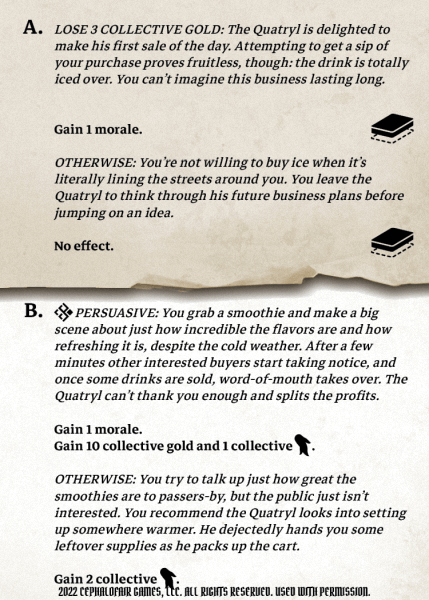 A. LOSE 3 COLLECTIVE GOLD: The Quatryl is delighted to
make his first sale of the day. Attempting to get a sip of
your purchase proves fruitless, though: the drink is totally
iced over. You can't imagine this business lasting long.
Gain 1 morale.
OTHERWISE: You're not willing to buy ice when it's
literally lining the streets around you. You leave the
Quatryl to think through his future business plans before
jumping on an idea.
No effect.
B. PERSUASIVE: You grab a smoothie and make a big
scene about just how incredible the flavors are and how
refreshing it is, despite the cold weather. After a few
minutes other interested buyers start taking notice, and
once some drinks are sold, word-of-mouth takes over. The
Quatryl can't thank you enough and splits the profits.
Gain 1 morale.
Gain 10 collective gold and 1 collective .
OTHERWISE: You try to talk up just how great the
smoothies are to passers-by, but the public just isn't
interested. You recommend the Quatryl looks into setting
up somewhere warmer. He dejectedly hands you some
leftover supplies as he packs up the cart.
Gain 2 collective .
2022 CEPHALOFAIR GAMES, LLC. ALL RIGHTS RESERVED. USED WITH PERMISSION.